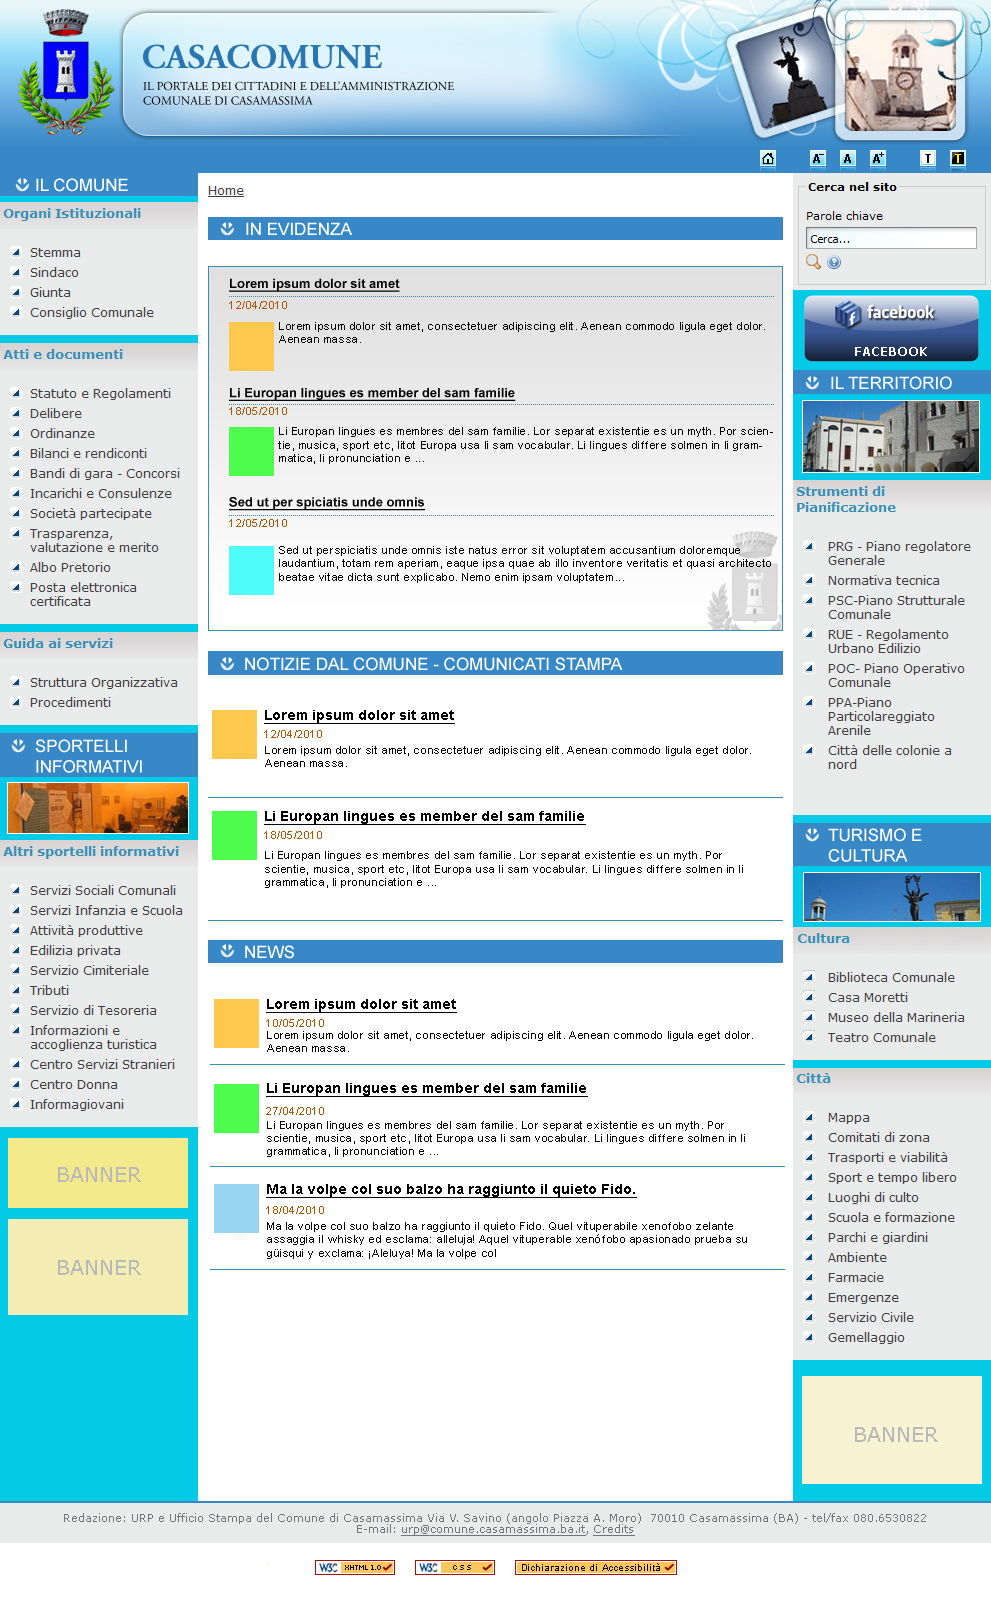 CASACOMUNE
IL PORTALE DEI CITTADINI E DELL'AMMINISTRAZIONE
COMUNALE DI CASAMASSIMA
A-
A
A+
T
T
IL COMUNE
Organi Istituzionali
Stemma
Sindaco
Giunta
Consiglio Comunale
Atti e documenti
Statuto e Regolamenti
Delibere
Ordinanze
Bilanci e rendiconti
Bandi di gara - Concorsi
Incarichi e Consulenze
Società partecipate
Trasparenza,
valutazione e merito
Albo Pretorio
Posta elettronica
certificata
Guida ai servizi
Struttura Organizzativa
Procedimenti
SPORTELLI
INFORMATIVI
Altri sportelli informativi
Servizi Sociali Comunali
Servizi Infanzia e Scuola
Attività produttive
Edilizia privata
Servizio Cimiteriale
Tributi
Servizio di Tesoreria
Informazioni e
accoglienza turistica
Centro Servizi Stranieri
Centro Donna
Informagiovani
BANNER
BANNER
Home
IN EVIDENZA
Lorem ipsum dolor sit amet
12/04/2010
Lorem ipsum dolor sit amet, consectetuer adipiscing elit. Aenean commodo ligula eget dolor.
Aenean massa.
Li Europan lingues es member del sam familie
18/05/2010
Li Europan lingues es membres del sam familie. Lor separat existentie es un myth. Por scien-
tie, musica, sport etc, litot Europa usa li sam vocabular. Li lingues differe solmen in li gram-
matica, li pronunciation e ...
Sed ut per spiciatis unde omnis
12/05/2010
Sed ut perspiciatis unde omnis iste natus error sit voluptatem accusantium doloremque
laudantium, totam rem aperiam, eaque ipsa quae ab illo inventore veritatis et quasi architecto
beatae vitae dicta sunt explicabo. Nemo enim ipsam voluptatem...
NOTIZIE DAL COMUNE - COMUNICATI STAMPA
Lorem ipsum dolor sit amet
12/04/2010
Lorem ipsum dolor sit amet, consectetuer adipiscing elit. Aenean commodo ligula eget dolor.
Aenean massa.
Li Europan lingues es member del sam familie
18/05/2010
Li Europan lingues es membres del sam familie. Lor separat existentie es un myth. Por
scientie, musica, sport etc, litot Europa usa li sam vocabular. Li lingues differe solmen in li
grammatica, li pronunciation e ...
NEWS
Lorem ipsum dolor sit amet
10/05/2010
Lorem ipsum dolor sit amet, consectetuer adipiscing elit. Aenean commodo ligula eget dolor.
Aenean massa.
Li Europan lingues es member del sam familie
27/04/2010
Li Europan lingues es membres del sam familie. Lor separat existentie es un myth. Por
scientie, musica, sport etc, litot Europa usa li sam vocabular. Li lingues differe solmen in li
grammatica, li pronunciation e ...
Ma la volpe col suo balzo ha raggiunto il quieto Fido.
18/04/2010
Ma la volpe col suo balzo ha raggiunto il quieto Fido. Quel vituperabile xenofobo zelante
assaggia il whisky ed esclama: alleluja! Aquel vituperable xenófobo apasionado prueba su
güisqui y exclama: ¡Aleluya! Ma la volpe col
Cerca nel sito
Parole chiave
Cerca...
facebook
FACEBOOK
IL TERRITORIO
Strumenti di
Pianificazione
PRG - Piano regolatore
Generale
Normativa tecnica
PSC-Piano Strutturale
Comunale
RUE - Regolamento
Urbano Edilizio
POC- Piano Operativo
Comunale
PPA-Piano
Particolareggiato
Arenile
Città delle colonie a
nord
TURISMO E
CULTURA
Cultura
Biblioteca Comunale
Casa Moretti
Museo della Marineria
Teatro Comunale
Città
Mappa
Comitati di zona
Trasporti e viabilità
Sport e tempo libero
Luoghi di culto
Scuola e formazione
Parchi e giardini
Ambiente
Farmacie
Emergenze
Servizio Civile
Gemellaggio
BANNER
Redazione: URP e Ufficio Stampa del Comune di Casamassima Via V. Savino (angolo Piazza A. Moro)  70010 Casamassima (BA) - tel/fax 080.6530822
E-mail: urp@comune.casamassima.ba.it, Credits
W3C XHTML 1.0
W3C CSS
Dichiarazione di Accessibilità